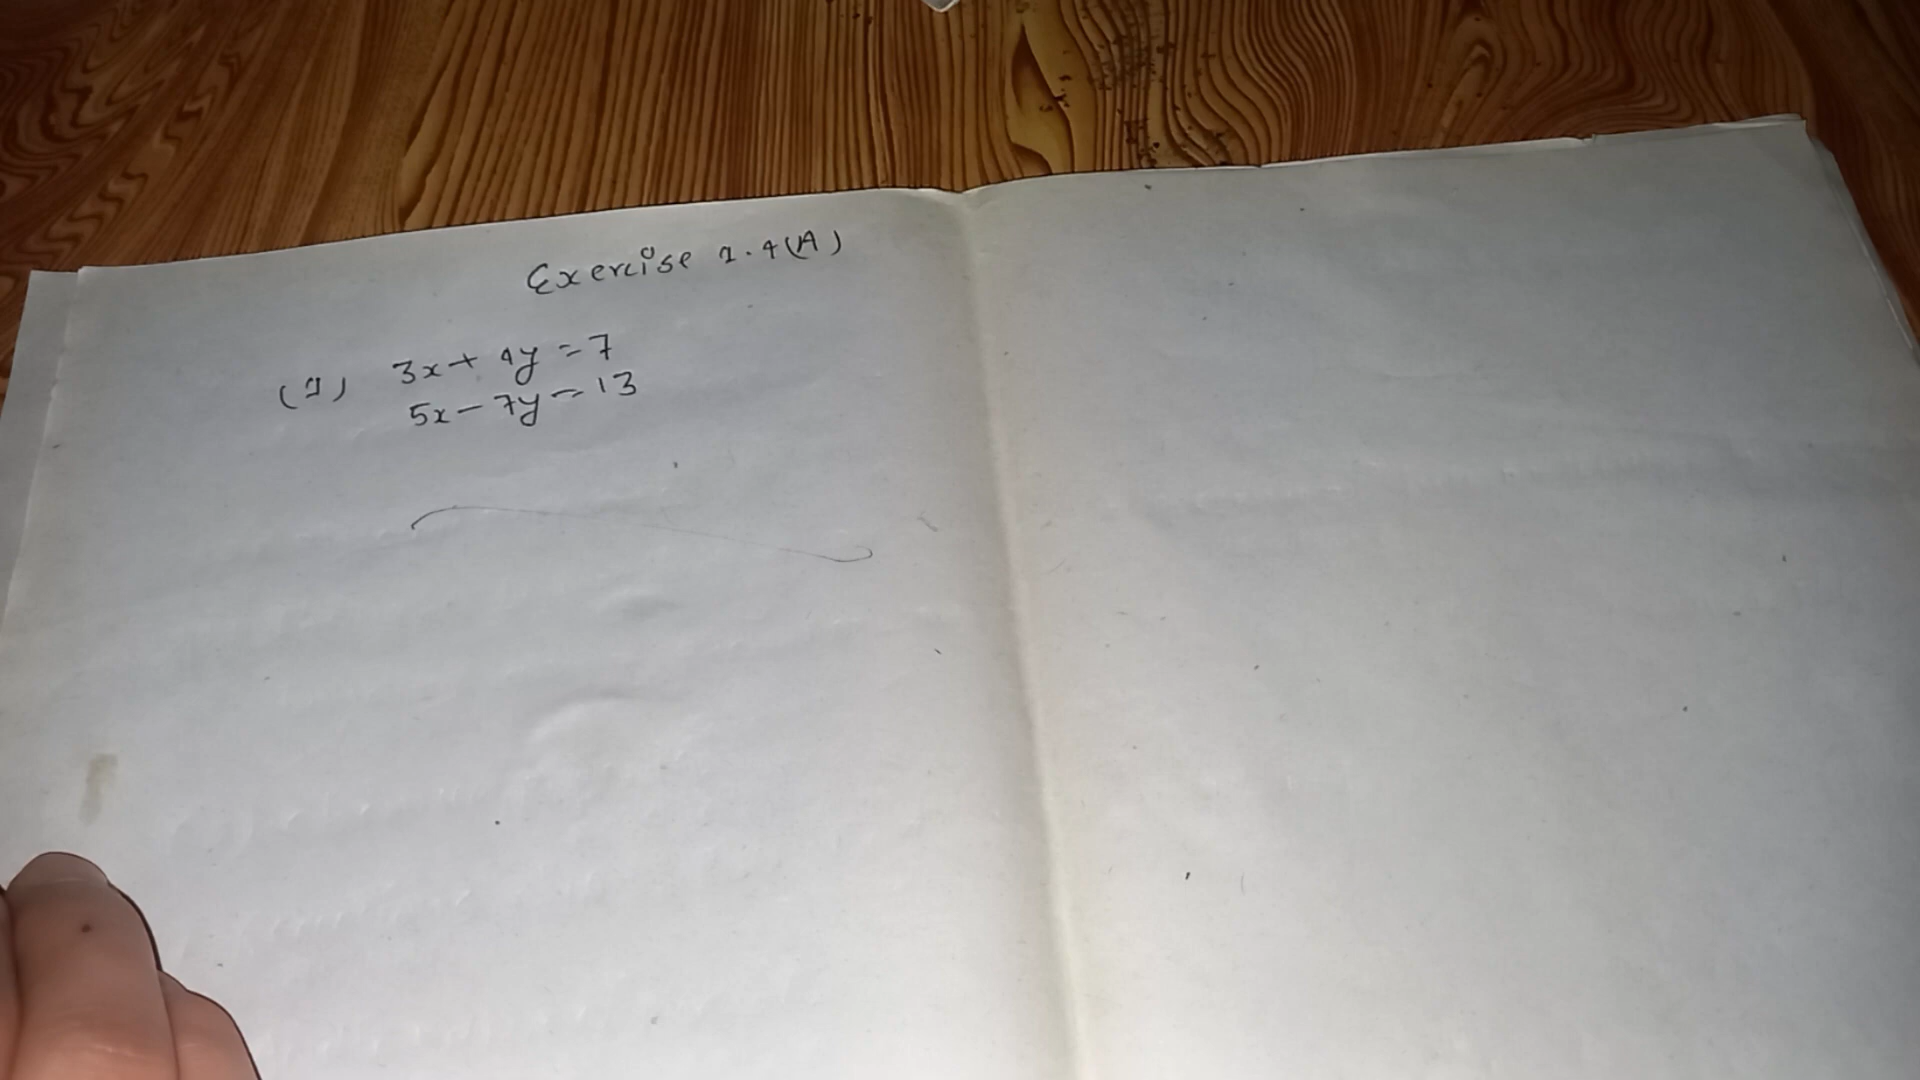 Exercise 1.4(A)
(1) 3x + 4y = 7
5x - 7y = 13